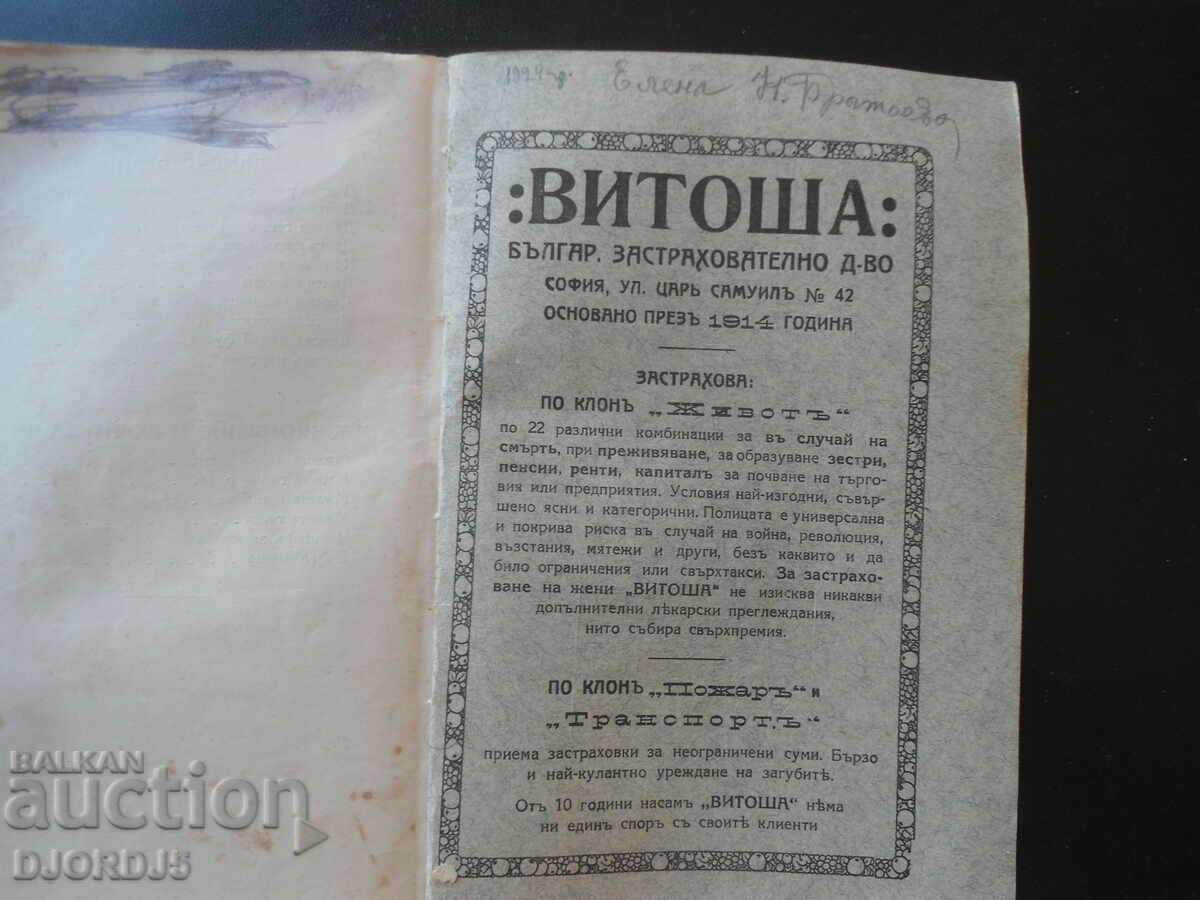 1924 г. Елена Н.
:ВИТОША:
БЪЛГАР. ЗАСТРАХОВАТЕЛНО Д-ВО
СОФИЯ, УЛ. ЦАРЬ САМУИЛЪ № 42
ОСНОВАНО ПРЕЗЪ 1914 ГОДИНА
ЗАСТРАХОВА:
ПО КЛОНЪ „Животъ“
по 22 различни комбинации за въ случай на
смърть, при преживяване, за образуване зестри,
пенсии, ренти, капиталъ за почване на търго-
вия или предприятия. Условия най-изгодни, съвър-
шено ясни и категорични. Полицата е универсална
и покрива риска въ случай на война, революция,
възстания, мятежи и други, безъ каквито и да
било ограничения или свърхтакси. За застрахо-
ване на жени „ВИТОША“ не изисква никакви
допълнителни лѣкарски преглеждания,
нито събира свърхпремия.
ПО КЛОНЪ „Пожаръ“ и
„Транспортъ“
приема застраховки за неограничени суми. Бързо
и най-кулантно уреждане на загубитѣ.
Отъ 10 години насамъ „ВИТОША“ нѣма
ни единъ споръ съ своитѣ клиенти
BALKAN
auction
DJORDJ5